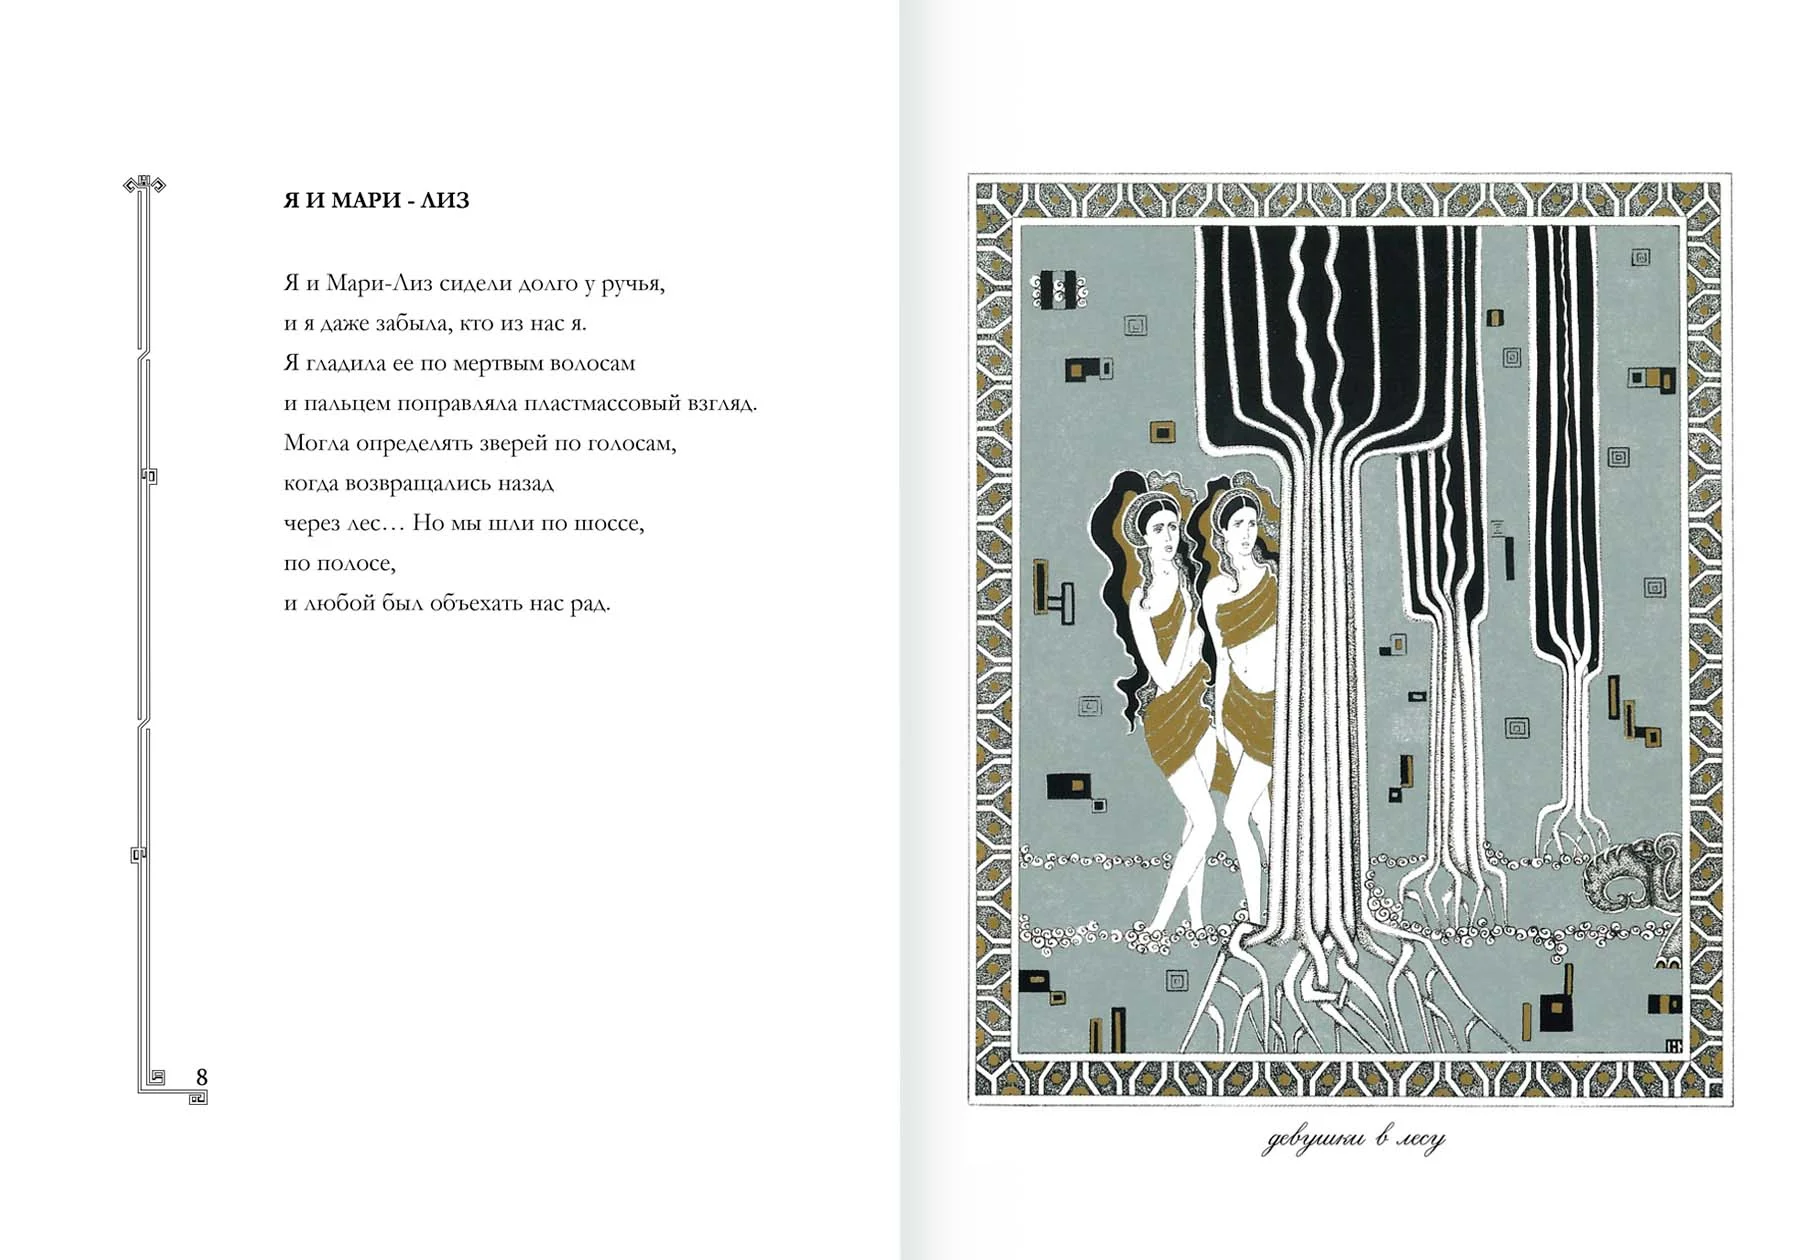 Я И МАРИ - ЛИЗ
Я и Мари-Лиз сидели долго у ручья,
и я даже забыла, кто из нас я.
Я гладила ее по мертвым волосам
и пальцем поправляла пластмассовый взгляд.
Могла определять зверей по голосам,
когда возвращались назад
через лес… Но мы шли по шоссе,
по полосе,
и любой был объехать нас рад.
8
девушки в лесу